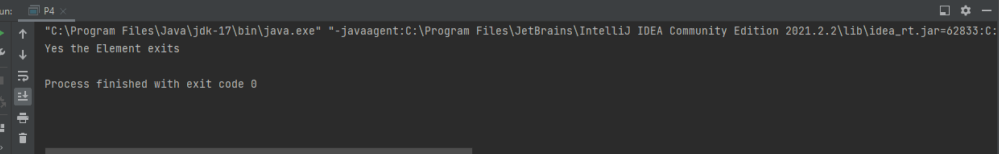 un:
P4
"C:\Program Files\Java\jdk-17\bin\java.exe" "-javaagent:C:\Program Files\JetBrains\IntelliJ IDEA Community Edition 2021.2.2\lib\idea_rt.jar=62833:C:
Yes the Element exits
Process finished with exit code 0